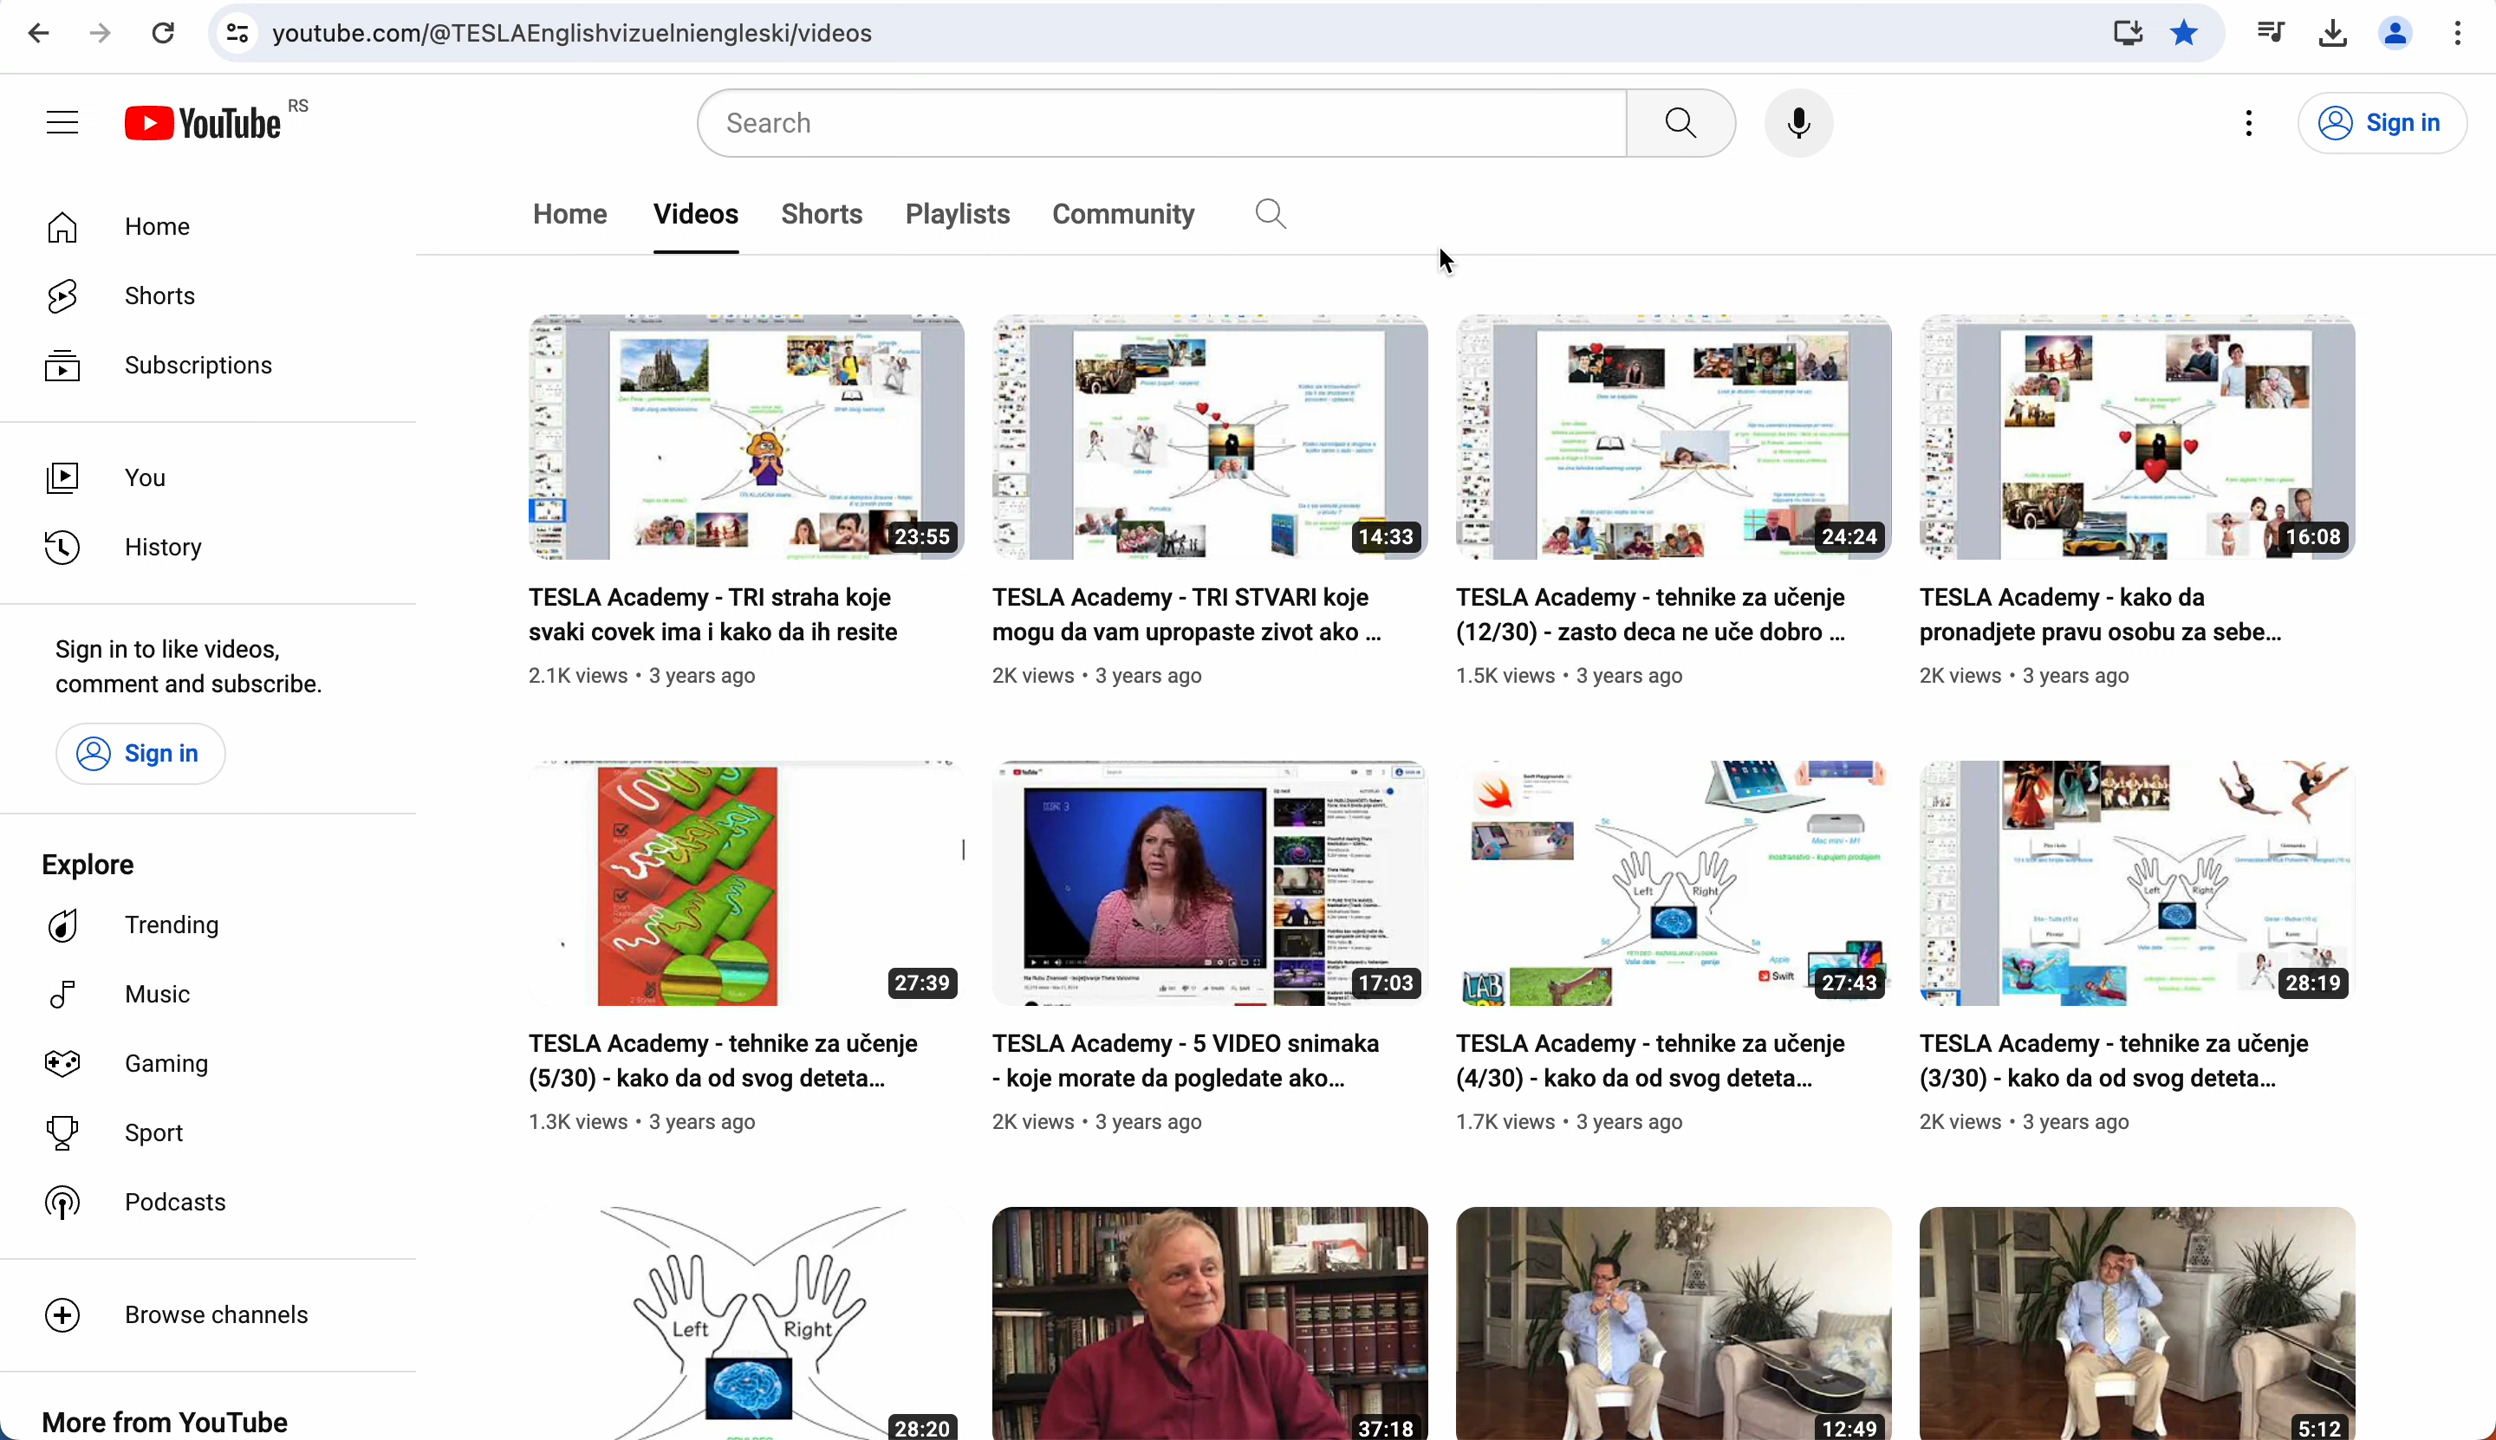 youtube.com/@TESLAEnglishvizuelniengleski/videos
YouTube RS
Search
Sign in
Home
Shorts
Subscriptions
You
History
Sign in to like videos,
comment and subscribe.
Sign in
Explore
Trending
Music
Gaming
Sport
Podcasts
Browse channels
More from YouTube
Home Videos Shorts Playlists Community
23:55
TESLA Academy - TRI straha koje
svaki covek ima i kako da ih resite
2.1K views • 3 years ago
14:33
TESLA Academy - TRI STVARI koje
mogu da vam upropaste zivot ako ...
2K views • 3 years ago
24:24
TESLA Academy - tehnike za učenje
(12/30) - zasto deca ne uče dobro ...
1.5K views • 3 years ago
16:08
TESLA Academy - kako da
pronadjete pravu osobu za sebe...
2K views • 3 years ago
27:39
TESLA Academy - tehnike za učenje
(5/30) - kako da od svog deteta...
1.3K views • 3 years ago
17:03
TESLA Academy - 5 VIDEO snimaka
- koje morate da pogledate ako...
2K views • 3 years ago
Left Right
Swift
27:43
TESLA Academy - tehnike za učenje
(4/30) - kako da od svog deteta...
1.7K views • 3 years ago
Left Right
28:19
TESLA Academy - tehnike za učenje
(3/30) - kako da od svog deteta...
2K views • 3 years ago
Left Right
28:20
37:18
12:49
5:12